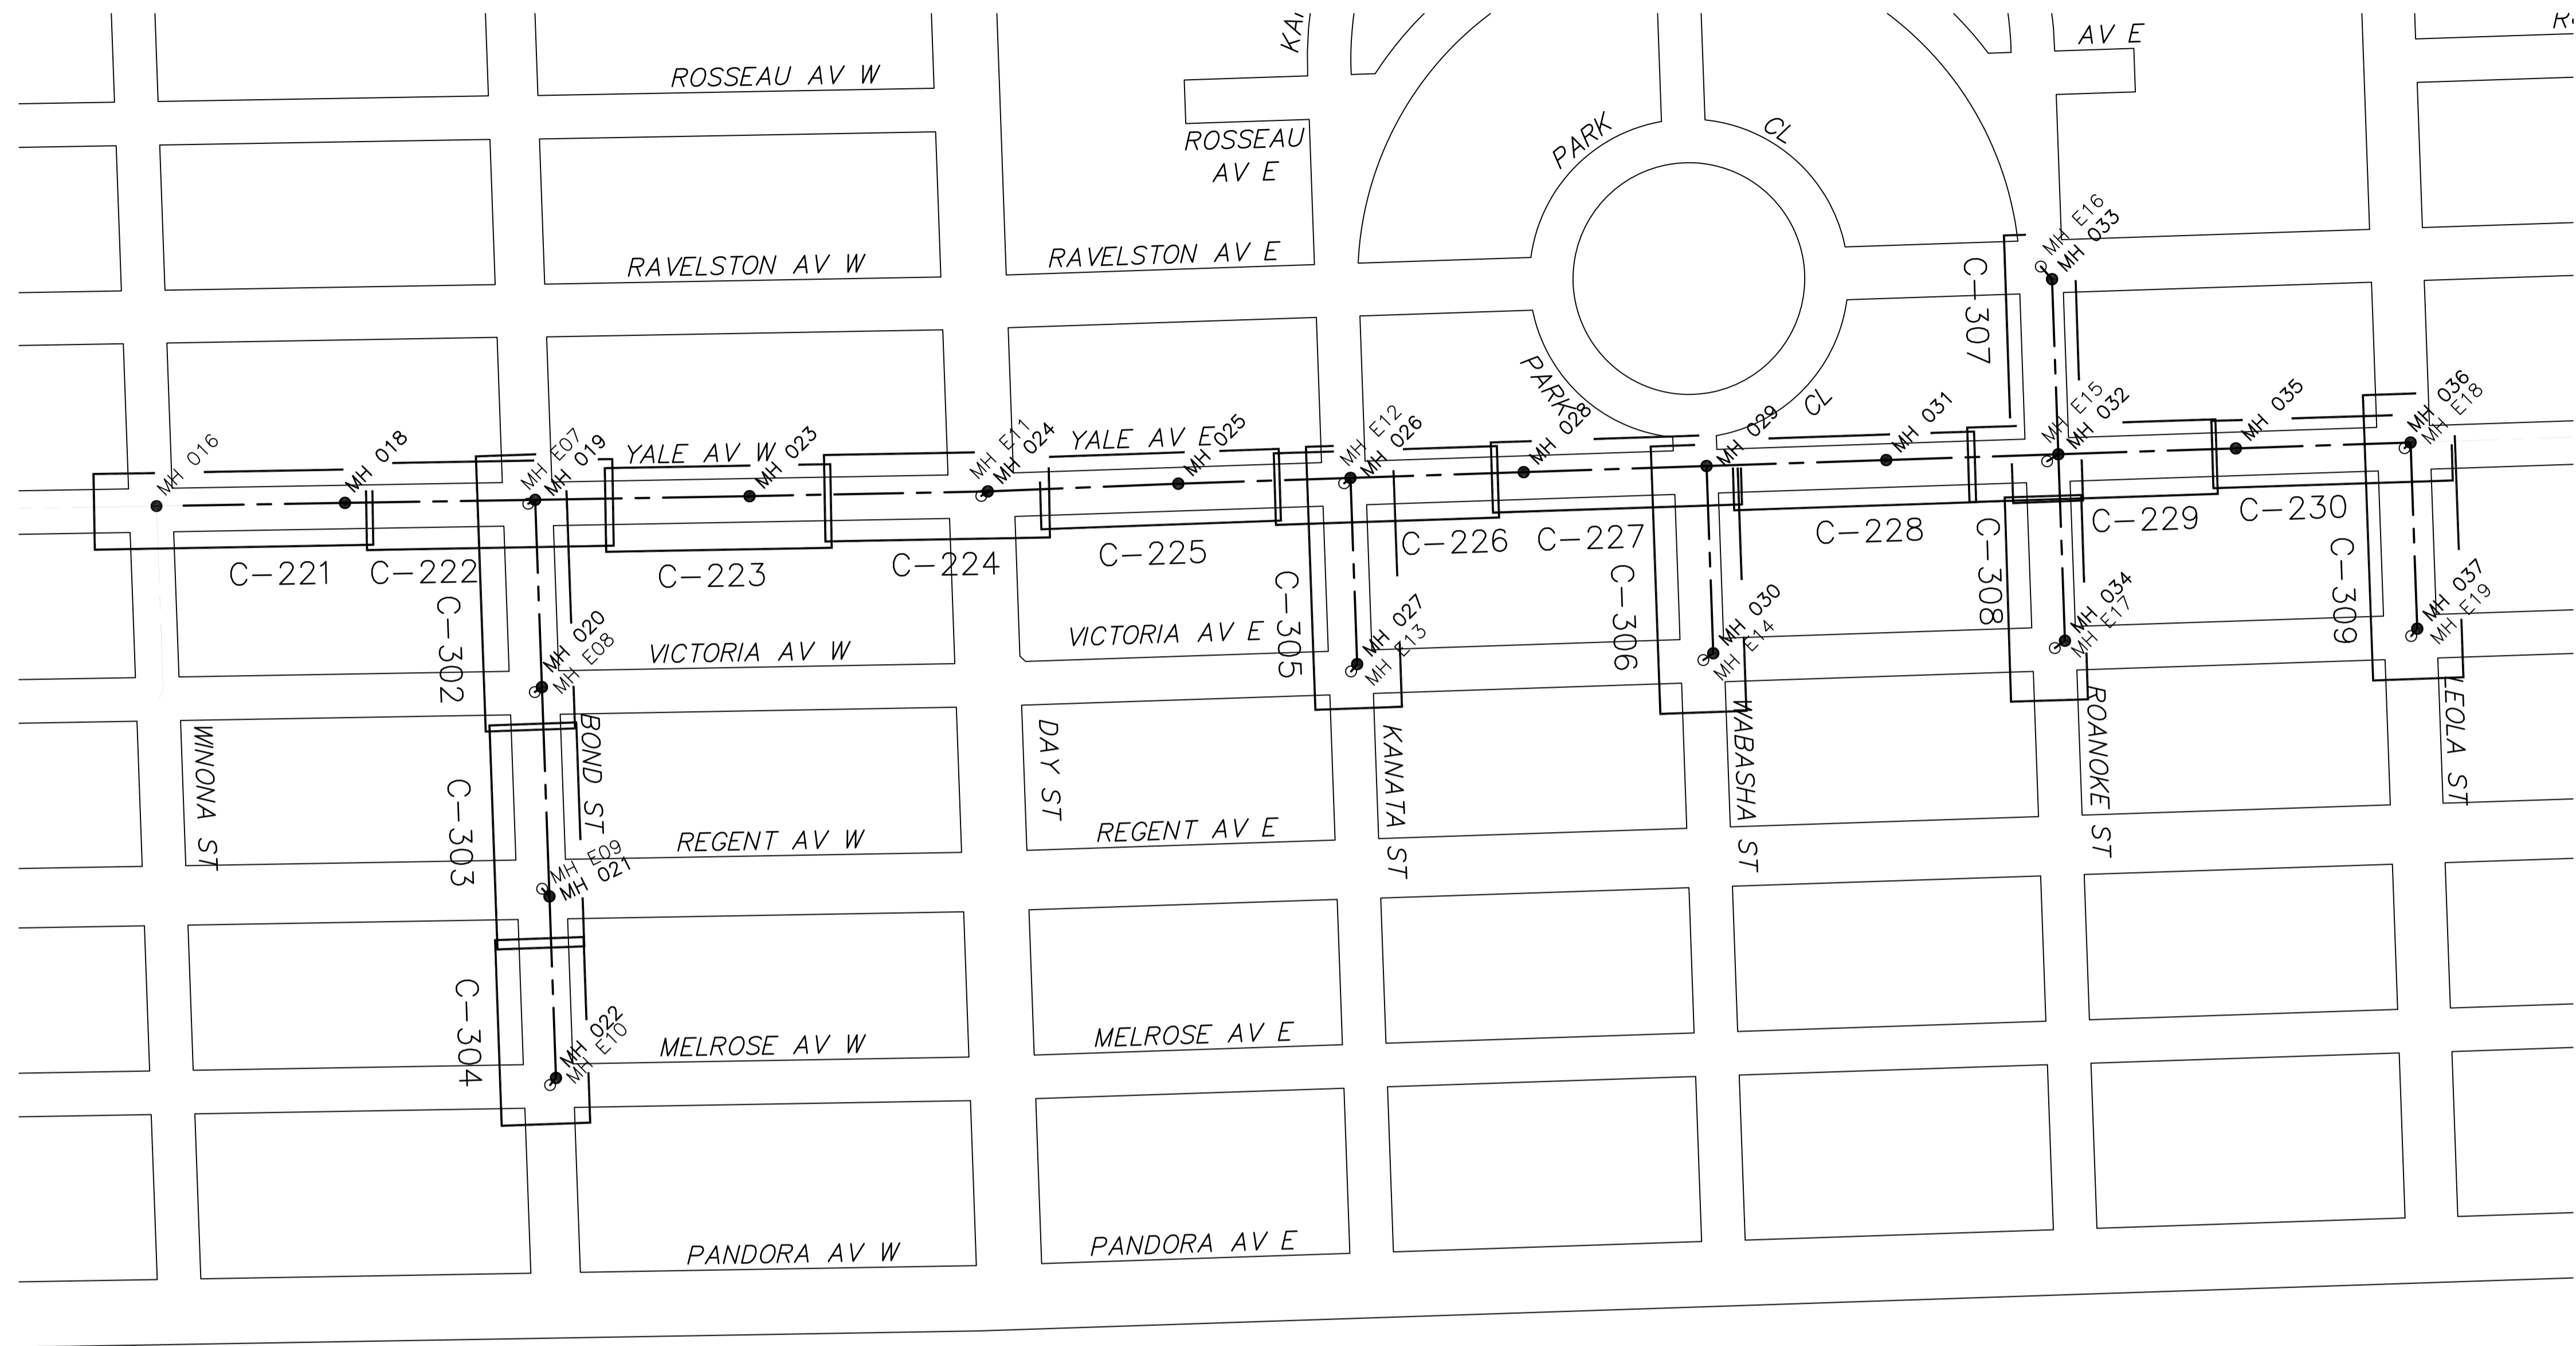 KA
AV E
R
ROSSEAU AV W
ROSSEAU
AV E
PARK
CL
RAVELSTON AV W
RAVELSTON AV E
MH E16
MH 033
C-307
PARK
CL
MH 016
MH 018
MH E07
MH 019
YALE AV W
MH 023
MH E11
MH 024
YALE AV E
MH 025
MH E12
MH 026
MH 028
MH 029
MH 031
MH E15
MH 032
MH 035
MH 036
MH E18
C-221
C-222
C-223
C-224
C-225
C-226
C-227
C-228
C-229
C-230
C-302
MH 020
MH E08
VICTORIA AV W
VICTORIA AV E
C-305
MH 027
MH E13
C-306
MH 030
MH E14
C-308
MH 034
MH E17
C-309
MH 037
MH E19
WINONA ST
BOND ST
DAY ST
KANATA ST
WABASHA ST
ROANOKE ST
LEOLA ST
C-303
MH E09
MH 021
REGENT AV W
REGENT AV E
C-304
MH 022
MH E10
MELROSE AV W
MELROSE AV E
PANDORA AV W
PANDORA AV E